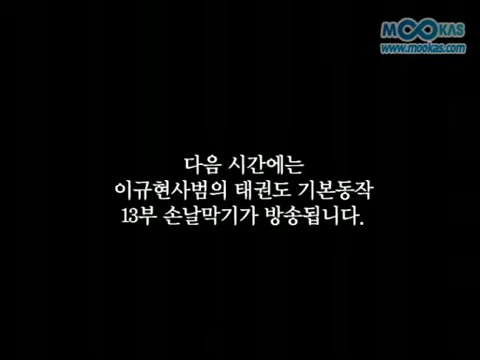 MOOKAS
www.mookas.com
다음 시간에는
이규현사범의 태권도 기본동작
13부 손날막기가 방송됩니다.